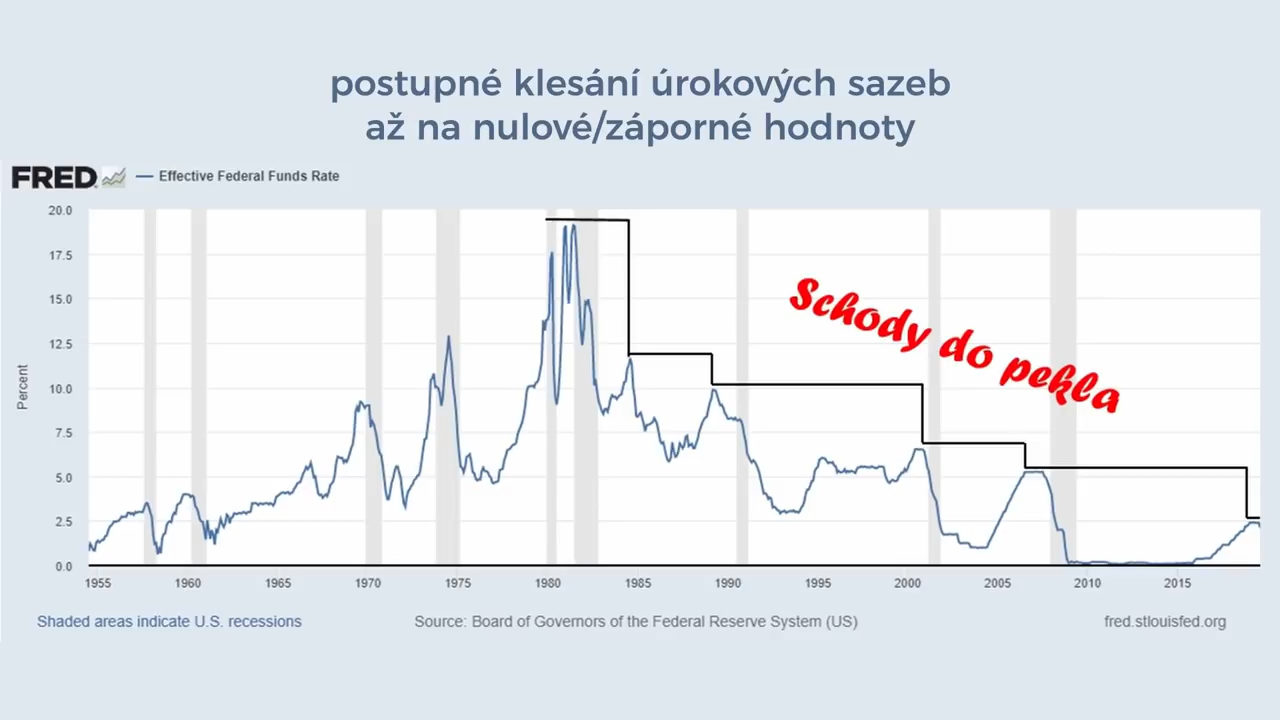 postupné klesání úrokových sazeb
až na nulové/záporné hodnoty
FRED
Effective Federal Funds Rate
20.0
17.5
15.0
12.5
10.0
7.5
5.0
2.5
0.0
Percent
Schody do pekla
1955 1960 1965 1970 1975 1980 1985 1990 1995 2000 2005 2010 2015
Shaded areas indicate U.S. recessions
Source: Board of Governors of the Federal Reserve System (US)
fred.stlouisfed.org